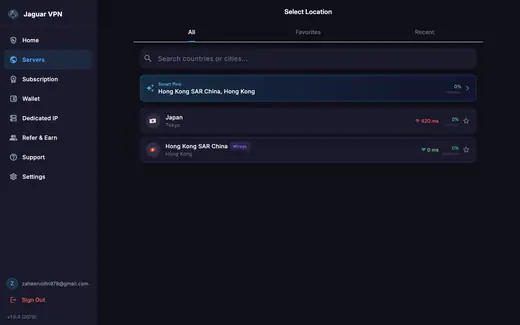 Jaguar VPN
Home
Servers
Subscription
Wallet
Dedicated IP
Refer & Earn
Support
Settings
Sign Out
Select Location
All
Favorites
Recent
Search countries or cities...
Smart Pick
Hong Kong SAR China, Hong Kong
0%
Japan
Tokyo
420 ms
0%
Hong Kong SAR China
Hong Kong
0 ms
0%